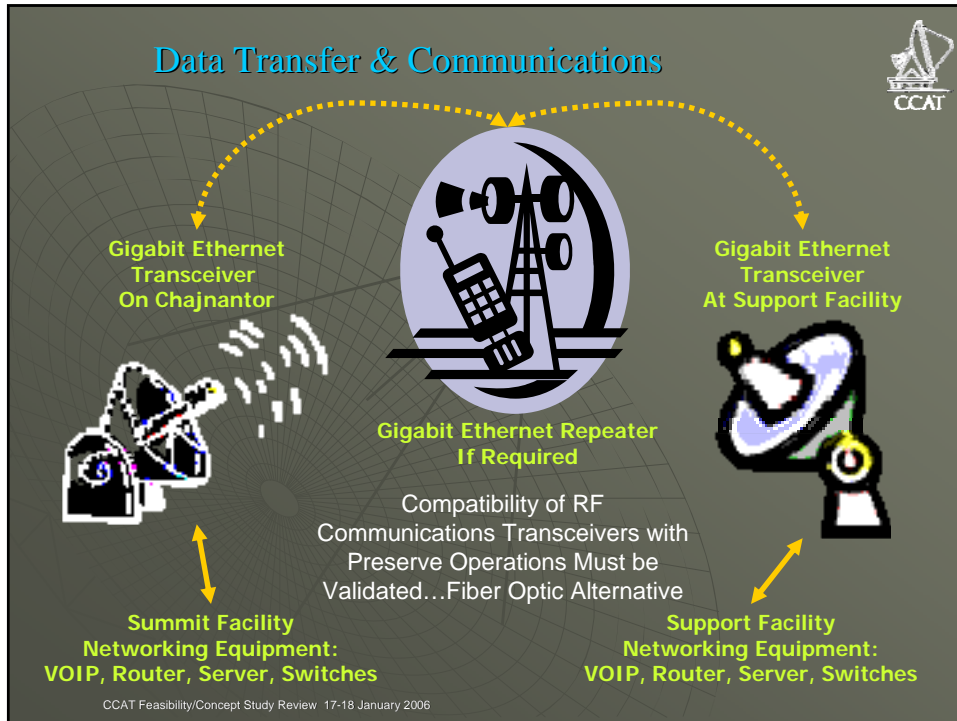 Data Transfer & Communications
CCAT
Gigabit Ethernet
Transceiver
On Chajnantor
Gigabit Ethernet
Transceiver
At Support Facility
Gigabit Ethernet Repeater
If Required
Compatibility of RF
Communications Transceivers with
Preserve Operations Must be
Validated…Fiber Optic Alternative
Summit Facility
Networking Equipment:
VOIP, Router, Server, Switches
Support Facility
Networking Equipment:
VOIP, Router, Server, Switches
CCAT Feasibility/Concept Study Review 17-18 January 2006